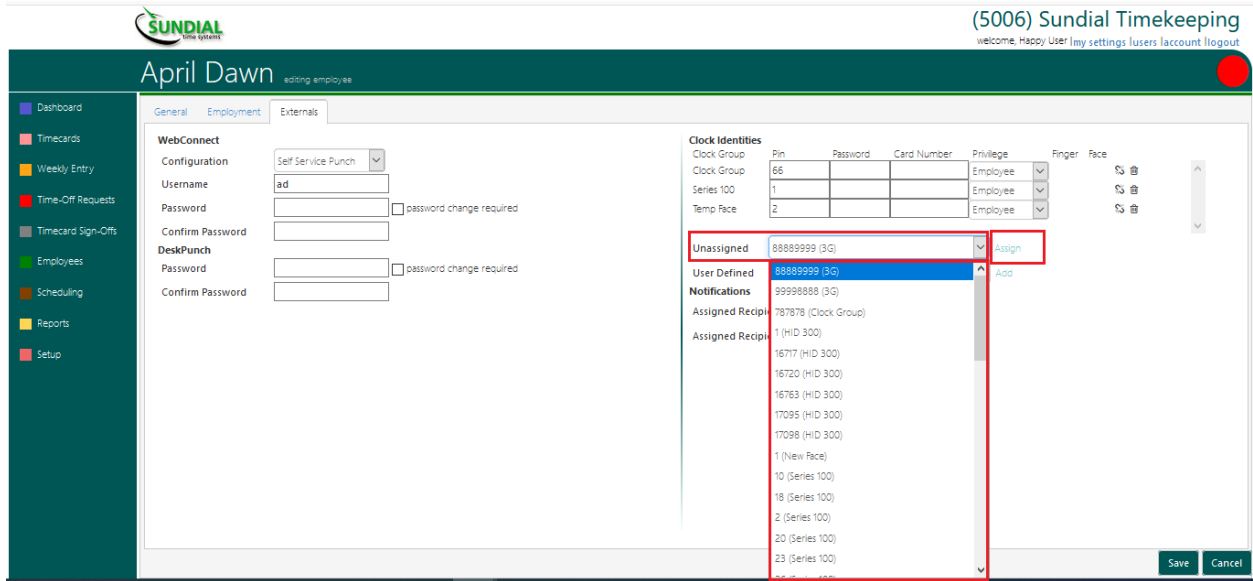 SUNDIAL
time systems
(5006) Sundial Timekeeping
welcome, Happy User |my settings |users |account |logout
April Dawn editing employee
Dashboard
Timecards
Weekly Entry
Time-Off Requests
Timecard Sign-Offs
Employees
Scheduling
Reports
Setup
General Employment Externals
WebConnect
Configuration Self Service Punch
Username ad
Password password change required
Confirm Password
DeskPunch
Password password change required
Confirm Password
Clock Identities
Clock Group Pin Password Card Number Privilege Finger Face
Clock Group 66 Employee
Series 100 1 Employee
Temp Face 2 Employee
Unassigned 88889999 (3G) Assign
User Defined Add
Notifications
Assigned Recipi
Assigned Recipi
88889999 (3G)
99998888 (3G)
787878 (Clock Group)
1 (HID 300)
16717 (HID 300)
16720 (HID 300)
16763 (HID 300)
17095 (HID 300)
17098 (HID 300)
1 (New Face)
10 (Series 100)
18 (Series 100)
2 (Series 100)
20 (Series 100)
23 (Series 100)
Save Cancel